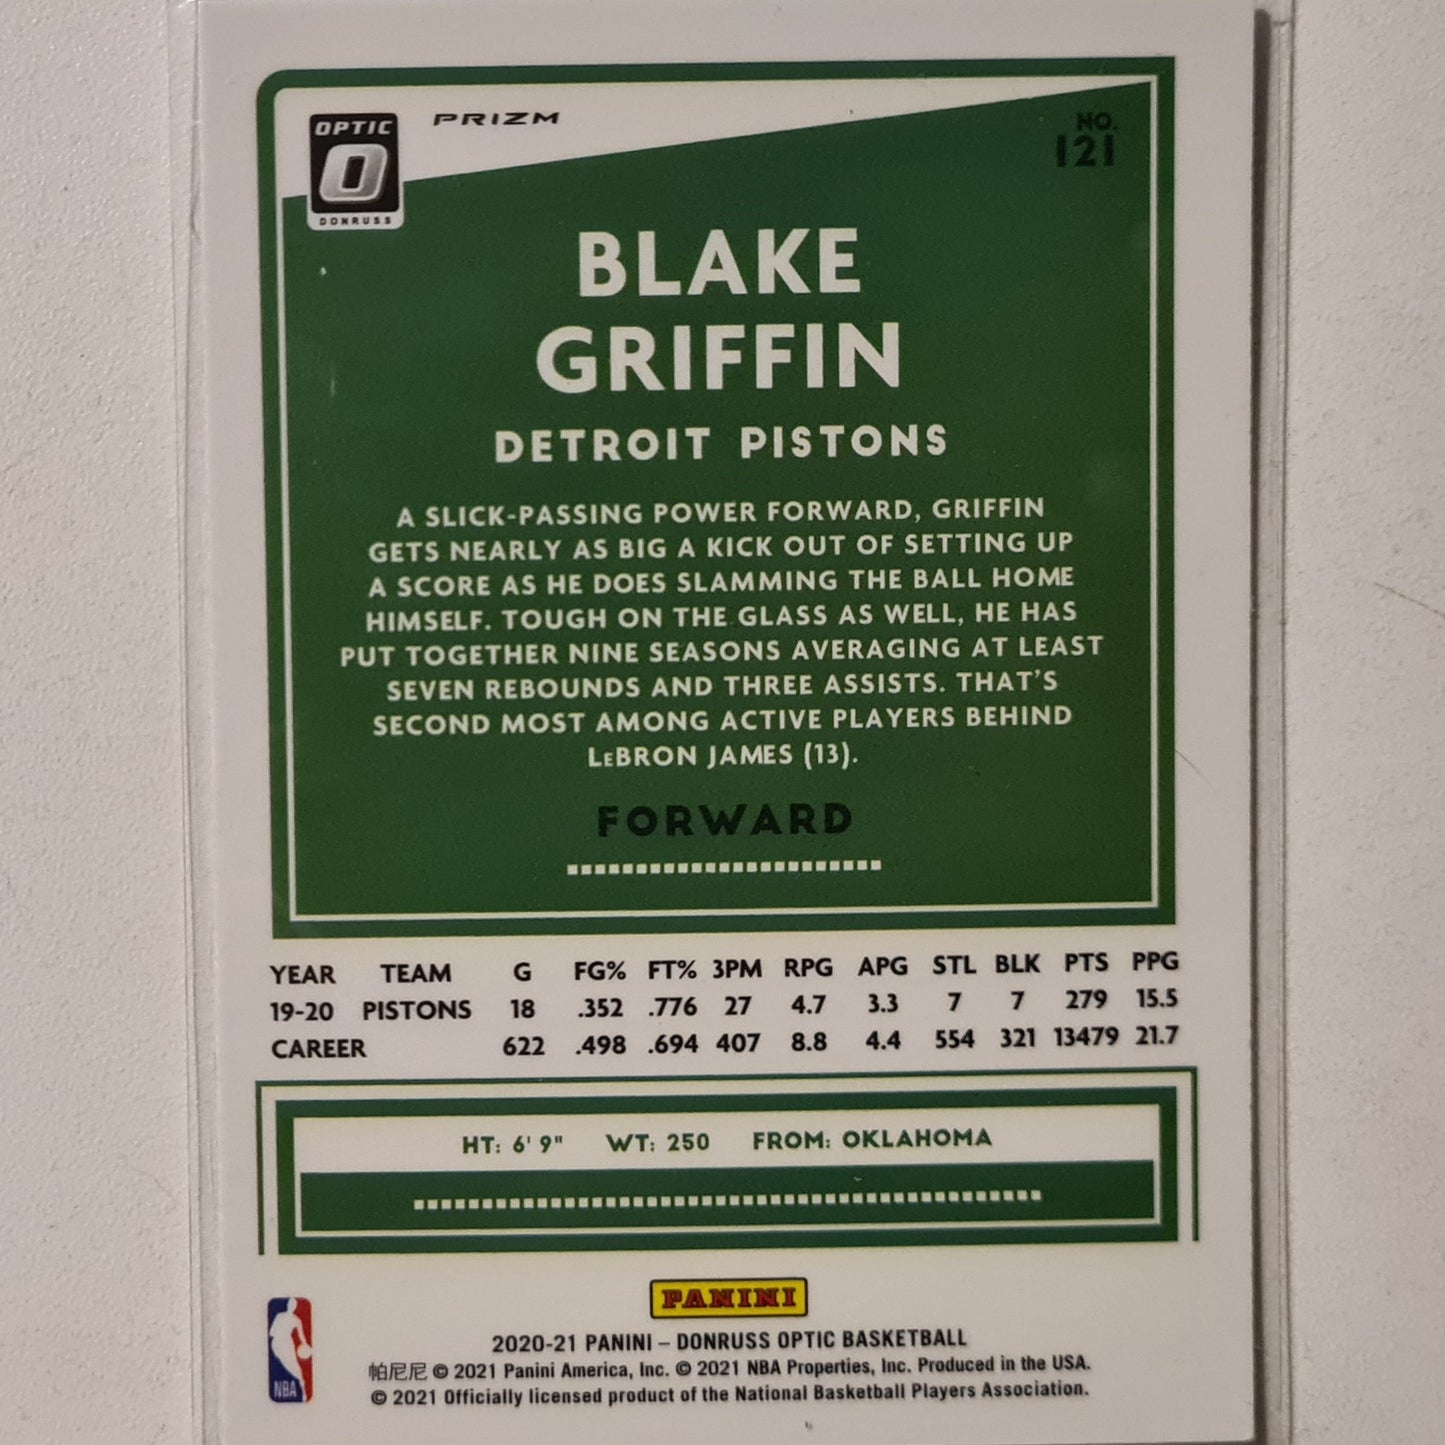 OPTIC
DONRUSS
PRIZM
NO.
121
BLAKE
GRIFFIN
DETROIT PISTONS
A SLICK-PASSING POWER FORWARD, GRIFFIN
GETS NEARLY AS BIG A KICK OUT OF SETTING UP
A SCORE AS HE DOES SLAMMING THE BALL HOME
HIMSELF. TOUGH ON THE GLASS AS WELL, HE HAS
PUT TOGETHER NINE SEASONS AVERAGING AT LEAST
SEVEN REBOUNDS AND THREE ASSISTS. THAT'S
SECOND MOST AMONG ACTIVE PLAYERS BEHIND
LEBRON JAMES (13).
FORWARD
YEAR TEAM G FG% FT% 3PM RPG APG STL BLK PTS PPG
19-20 PISTONS 18 .352 .776 27 4.7 3.3 7 7 279 15.5
CAREER 622 .498 .694 407 8.8 4.4 554 321 13479 21.7
HT: 6' 9" WT: 250 FROM: OKLAHOMA
PANINI
NBA
2020-21 PANINI – DONRUSS OPTIC BASKETBALL
帕尼尼 © 2021 Panini America, Inc. © 2021 NBA Properties, Inc. Produced in the USA.
© 2021 Officially licensed product of the National Basketball Players Association.